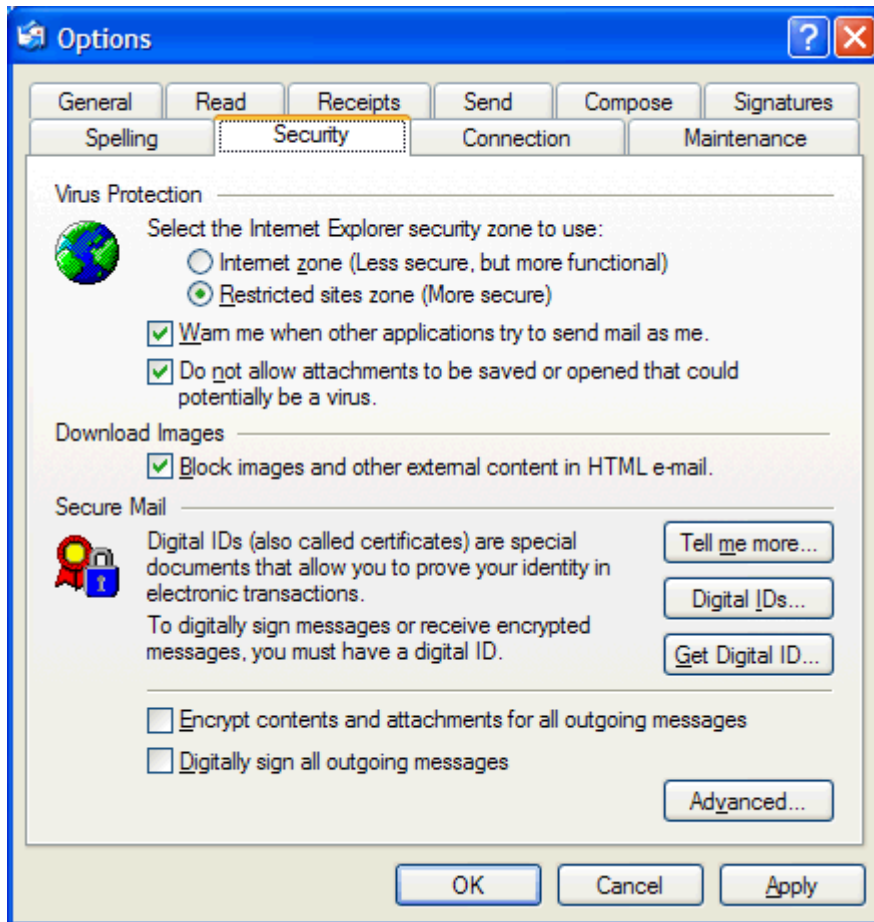 Options
General Read Receipts Send Compose Signatures
Spelling Security Connection Maintenance
Virus Protection
Select the Internet Explorer security zone to use:
Internet zone (Less secure, but more functional)
Restricted sites zone (More secure)
Warn me when other applications try to send mail as me.
Do not allow attachments to be saved or opened that could
potentially be a virus.
Download Images
Block images and other external content in HTML e-mail.
Secure Mail
Digital IDs (also called certificates) are special
documents that allow you to prove your identity in
electronic transactions.
Tell me more...
Digital IDs...
To digitally sign messages or receive encrypted
messages, you must have a digital ID.
Get Digital ID...
Encrypt contents and attachments for all outgoing messages
Digitally sign all outgoing messages
Advanced...
OK Cancel Apply